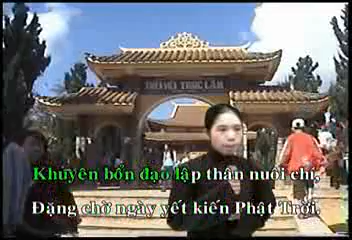 THIỀN VIỆN TRÚC LÂM
Khuyên bổn đạo lập thân nuôi chí,
Đặng chờ ngày yết kiến Phật Trời.